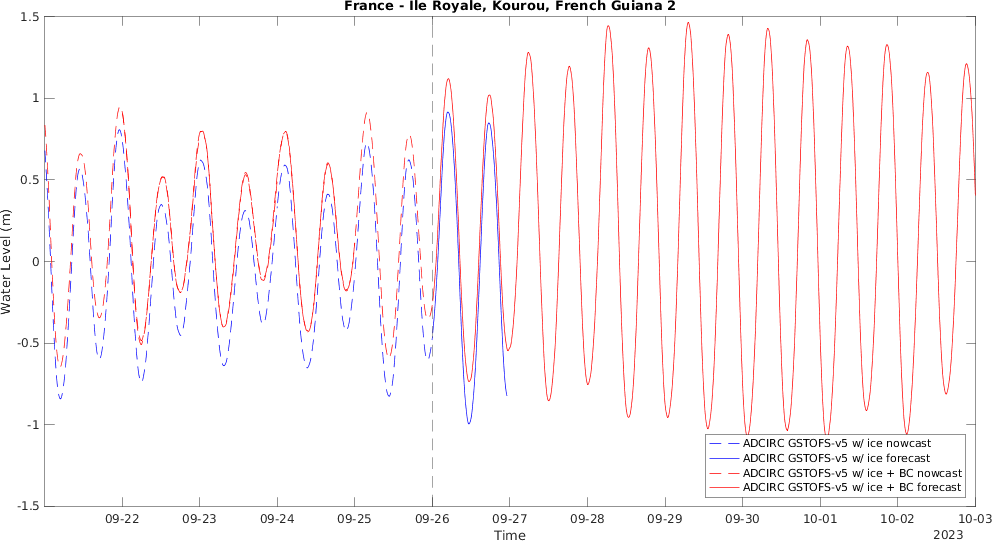 France - Ile Royale, Kourou, French Guiana 2
1.5
1
0.5
0
-0.5
-1
-1.5
Water Level (m)
ADCIRC GSTOFS-v5 w/ ice nowcast
ADCIRC GSTOFS-v5 w/ ice forecast
ADCIRC GSTOFS-v5 w/ ice + BC nowcast
ADCIRC GSTOFS-v5 w/ ice + BC forecast
09-22 09-23 09-24 09-25 09-26 09-27 09-28 09-29 09-30 10-01 10-02 10-03
Time 2023